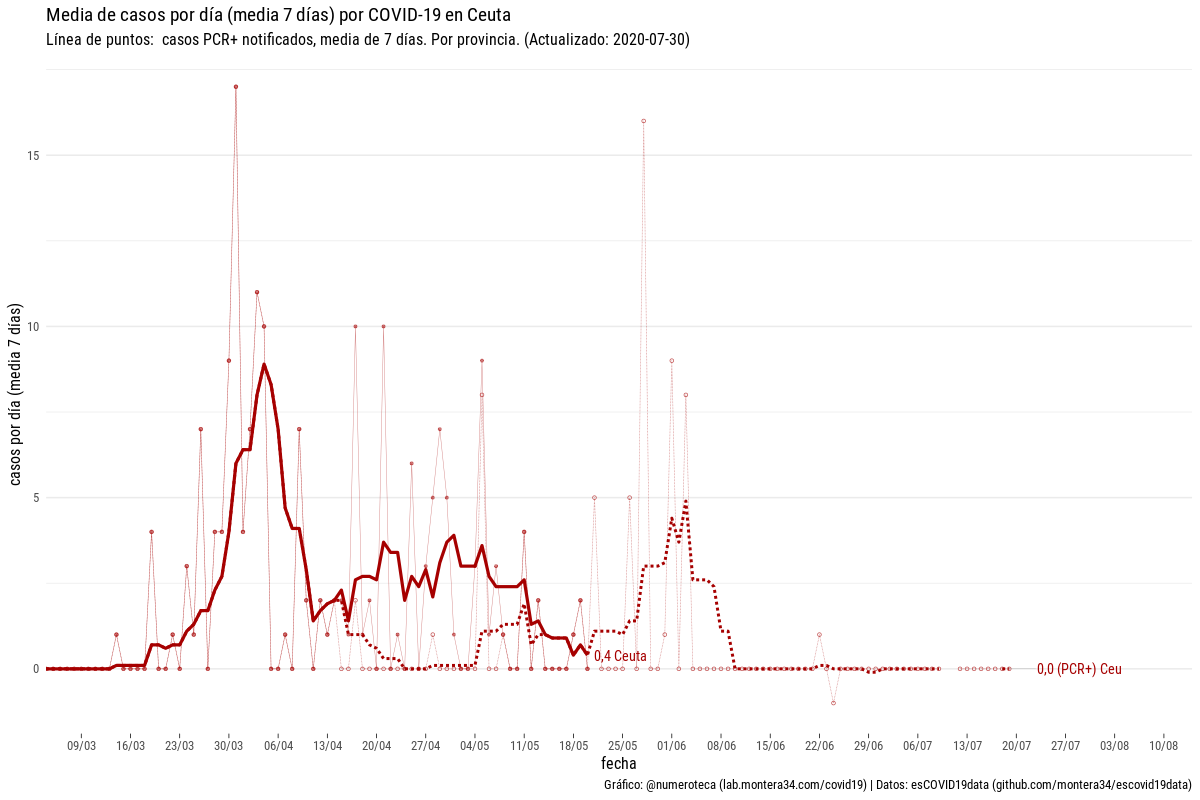 Media de casos por día (media 7 días) por COVID-19 en Ceuta
Línea de puntos:  casos PCR+ notificados, media de 7 días. Por provincia. (Actualizado: 2020-07-30)
casos por día (media 7 días)
15
10
5
0
0,4 Ceuta
0,0 (PCR+) Ceu
09/03 16/03 23/03 30/03 06/04 13/04 20/04 27/04 04/05 11/05 18/05 25/05 01/06 08/06 15/06 22/06 29/06 06/07 13/07 20/07 27/07 03/08 10/08
fecha
Gráfico: @numeroteca (lab.montera34.com/covid19) | Datos: esCOVID19data (github.com/montera34/escovid19data)